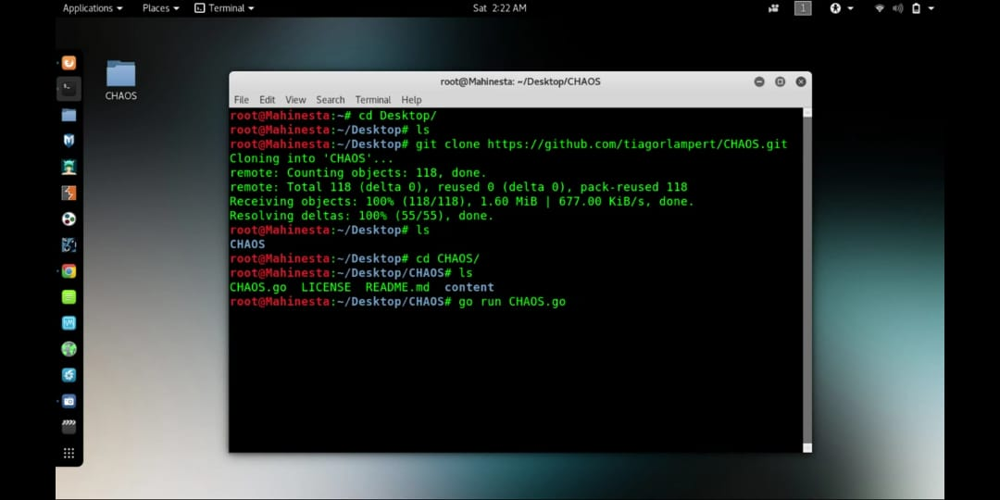 Applications Places Terminal Sat 2:22 AM 1
CHAOS
root@Mahinesta: ~/Desktop/CHAOS
File Edit View Search Terminal Help
root@Mahinesta:~# cd Desktop/
root@Mahinesta:~/Desktop# ls
root@Mahinesta:~/Desktop# git clone https://github.com/tiagorlampert/CHAOS.git
Cloning into 'CHAOS'...
remote: Counting objects: 118, done.
remote: Total 118 (delta 0), reused 0 (delta 0), pack-reused 118
Receiving objects: 100% (118/118), 1.60 MiB | 677.00 KiB/s, done.
Resolving deltas: 100% (55/55), done.
root@Mahinesta:~/Desktop# ls
CHAOS
root@Mahinesta:~/Desktop# cd CHAOS/
root@Mahinesta:~/Desktop/CHAOS# ls
CHAOS.go LICENSE README.md content
root@Mahinesta:~/Desktop/CHAOS# go run CHAOS.go